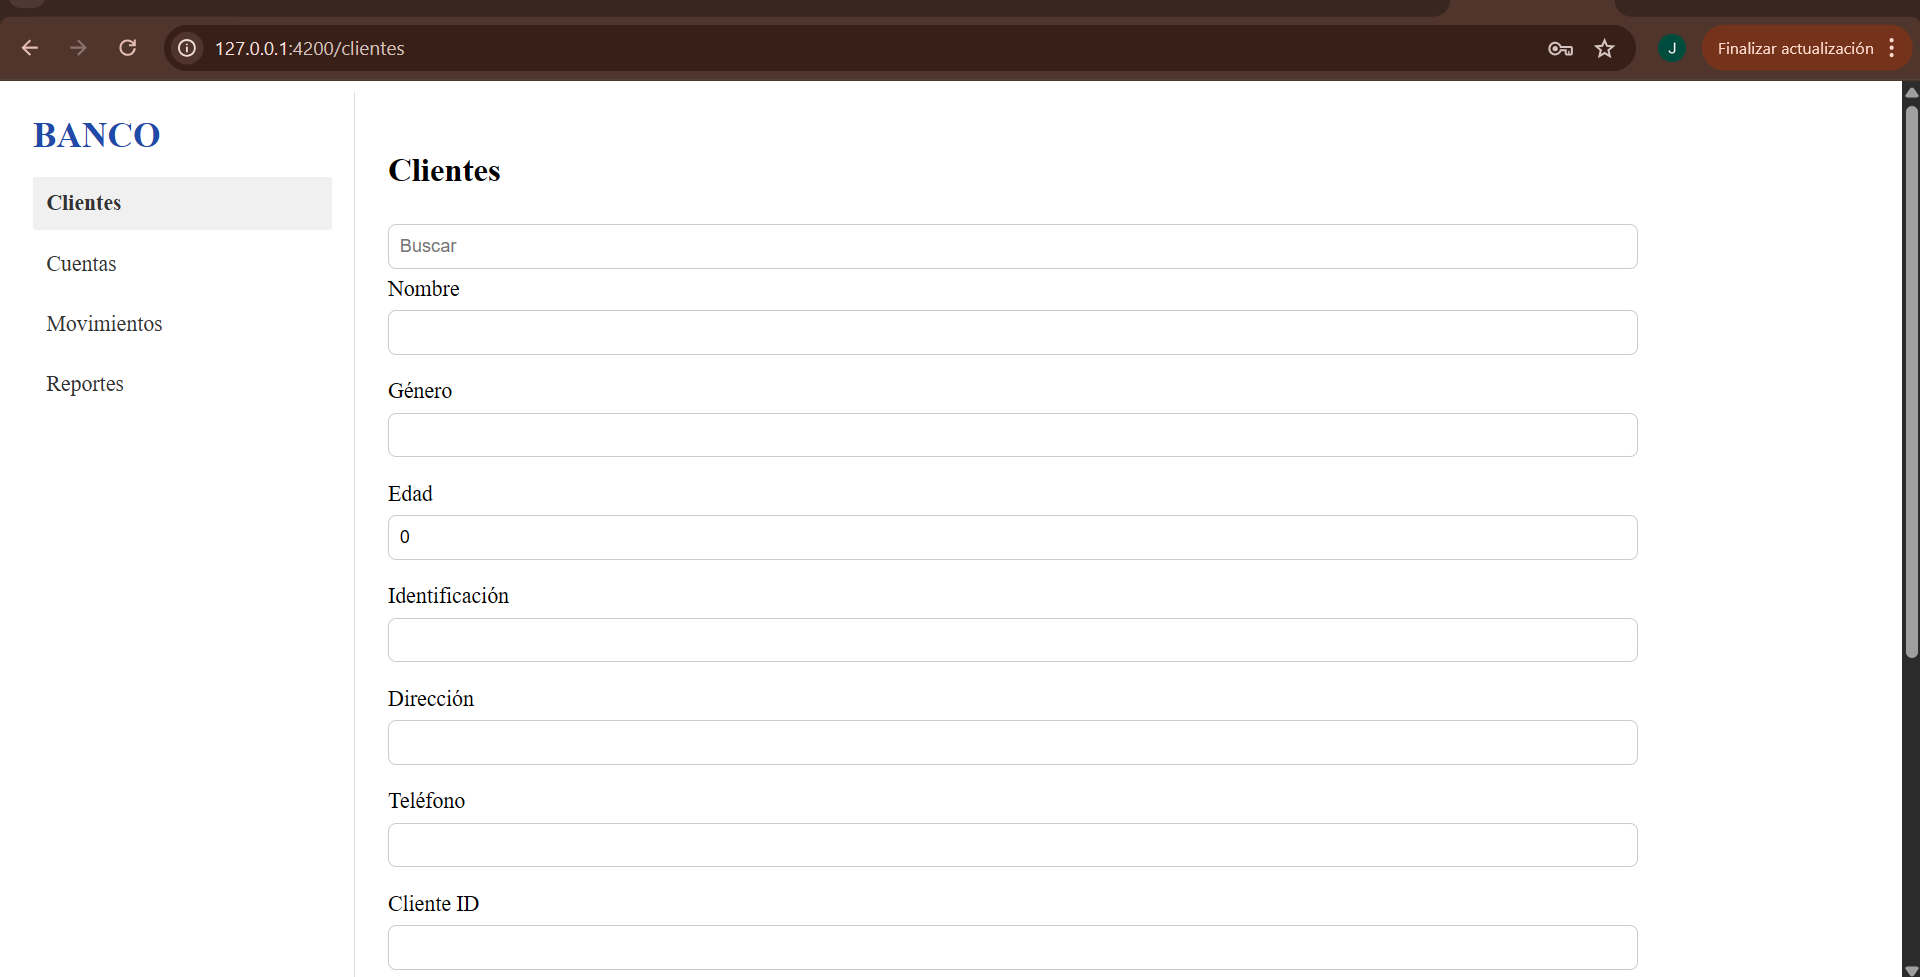 127.0.0.1:4200/clientes
J
Finalizar actualización
BANCO
Clientes
Cuentas
Movimientos
Reportes
Clientes
Buscar
Nombre
Género
Edad
0
Identificación
Dirección
Teléfono
Cliente ID